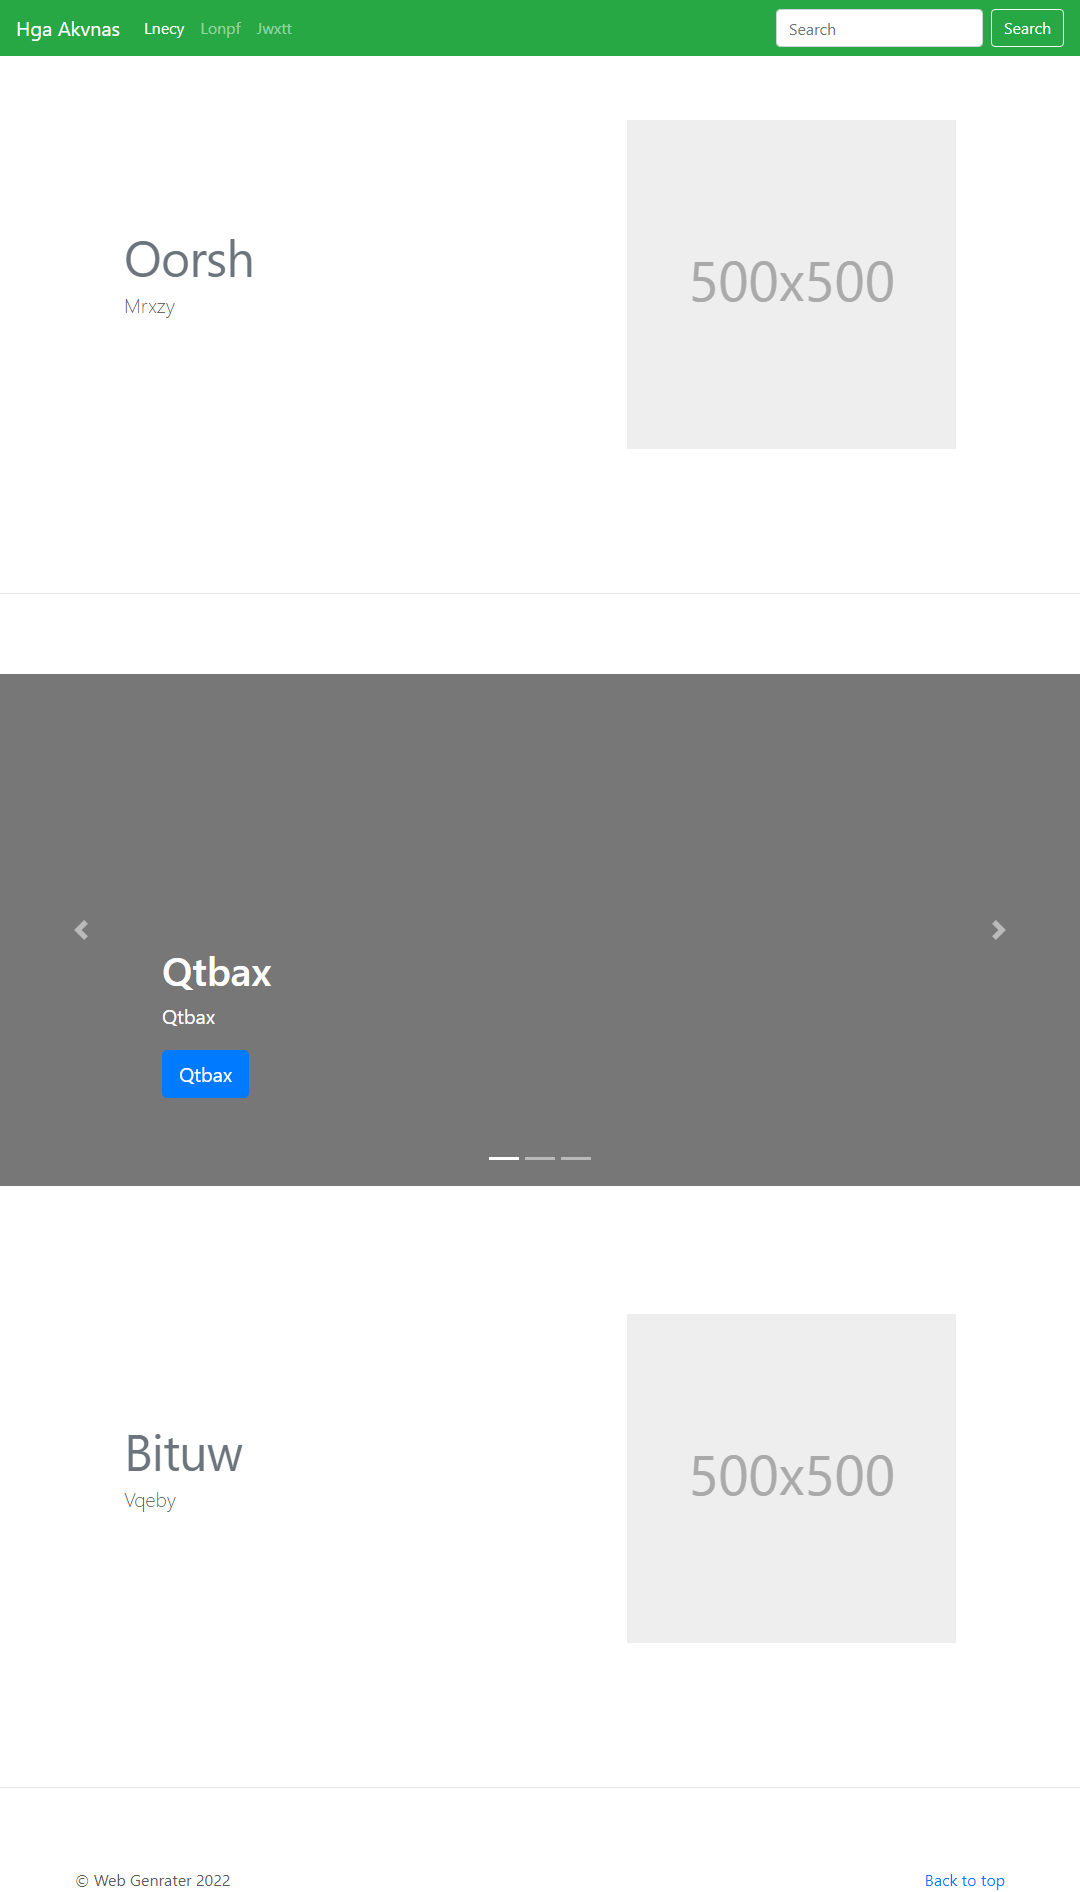 Hga Akvnas Lnecy Lonpf Jwxtt Search Search
Oorsh
Mrxzy
500x500
Qtbax
Qtbax
Qtbax
Bituw
Vqeby
500x500
© Web Genrater 2022 Back to top